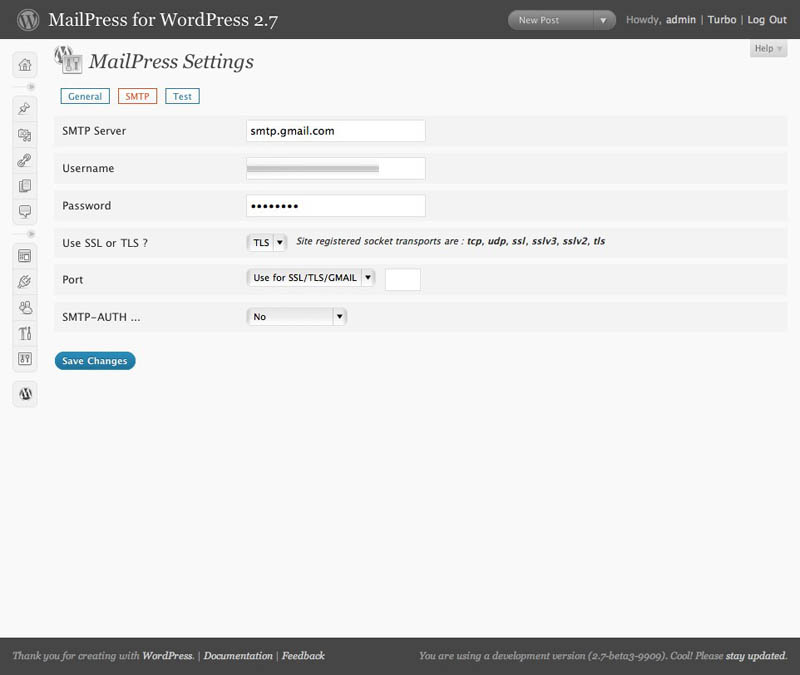 MailPress for WordPress 2.7
New Post
Howdy, admin | Turbo | Log Out
Help
MailPress Settings
General SMTP Test
SMTP Server smtp.gmail.com
Username
Password ••••••••
Use SSL or TLS ? TLS Site registered socket transports are : tcp, udp, ssl, sslv3, sslv2, tls
Port Use for SSL/TLS/GMAIL
SMTP-AUTH ... No
Save Changes
Thank you for creating with WordPress. | Documentation | Feedback
You are using a development version (2.7-beta3-9909). Cool! Please stay updated.